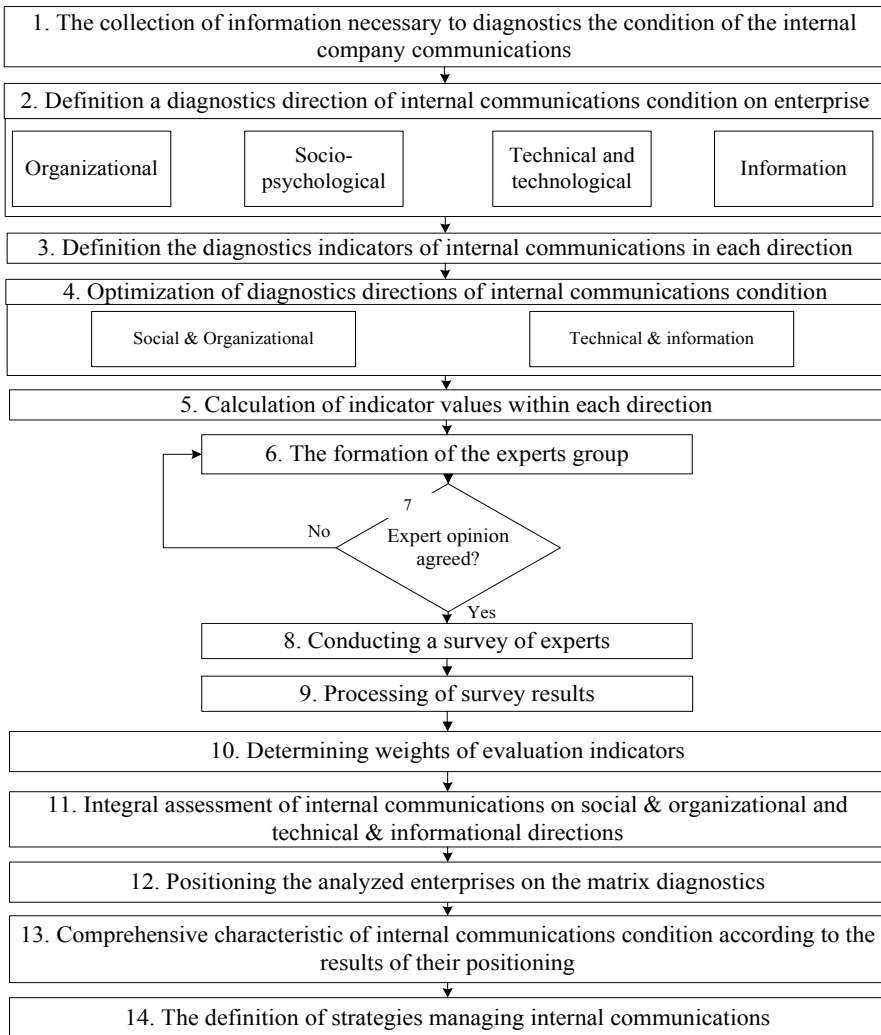 1. The collection of information necessary to diagnostics the condition of the internal
company communications
2. Definition a diagnostics direction of internal communications condition on enterprise
Organizational
Socio-
psychological
Technical and
technological
Information
3. Definition the diagnostics indicators of internal communications in each direction
4. Optimization of diagnostics directions of internal communications condition
Social & Organizational
Technical & information
5. Calculation of indicator values within each direction
6. The formation of the experts group
7
No
Expert opinion
agreed?
Yes
8. Conducting a survey of experts
9. Processing of survey results
10. Determining weights of evaluation indicators
11. Integral assessment of internal communications on social & organizational and
technical & informational directions
12. Positioning the analyzed enterprises on the matrix diagnostics
13. Comprehensive characteristic of internal communications condition according to the
results of their positioning
14. The definition of strategies managing internal communications